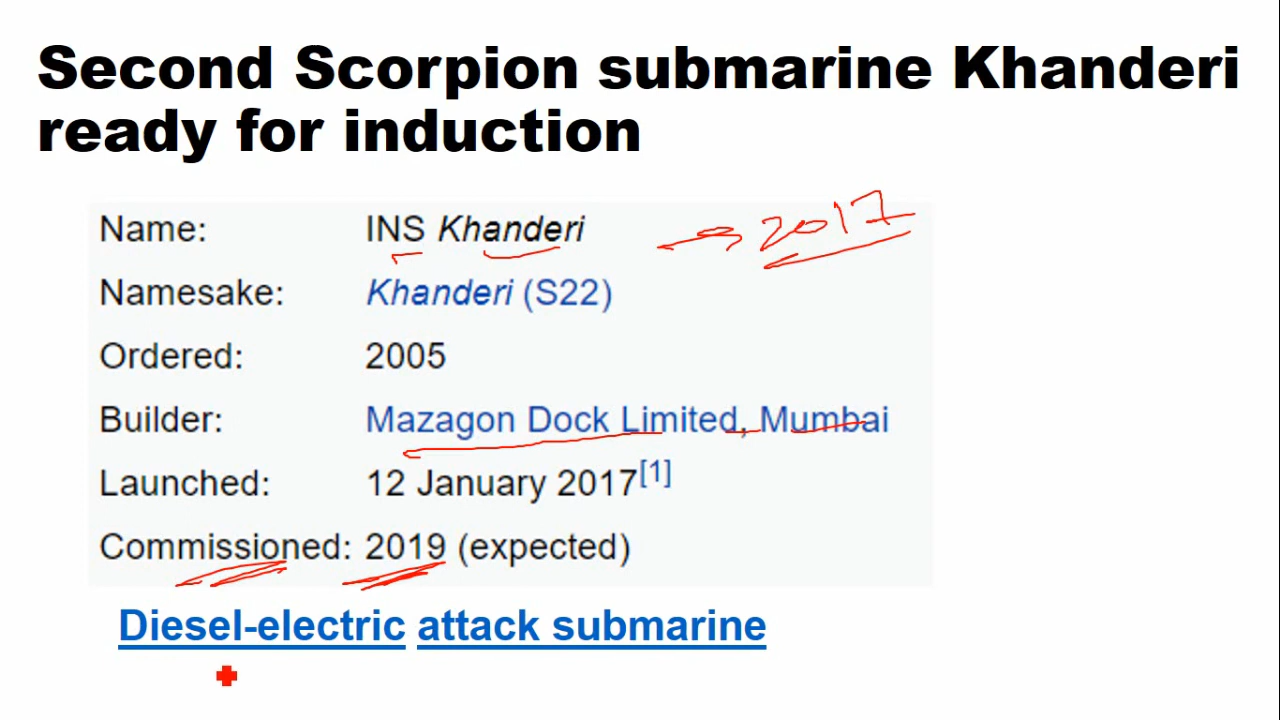 Second Scorpion submarine Khanderi
ready for induction
Name: INS Khanderi → 2017
Namesake: Khanderi (S22)
Ordered: 2005
Builder: Mazagon Dock Limited, Mumbai
Launched: 12 January 2017[1]
Commissioned: 2019 (expected)
Diesel-electric attack submarine